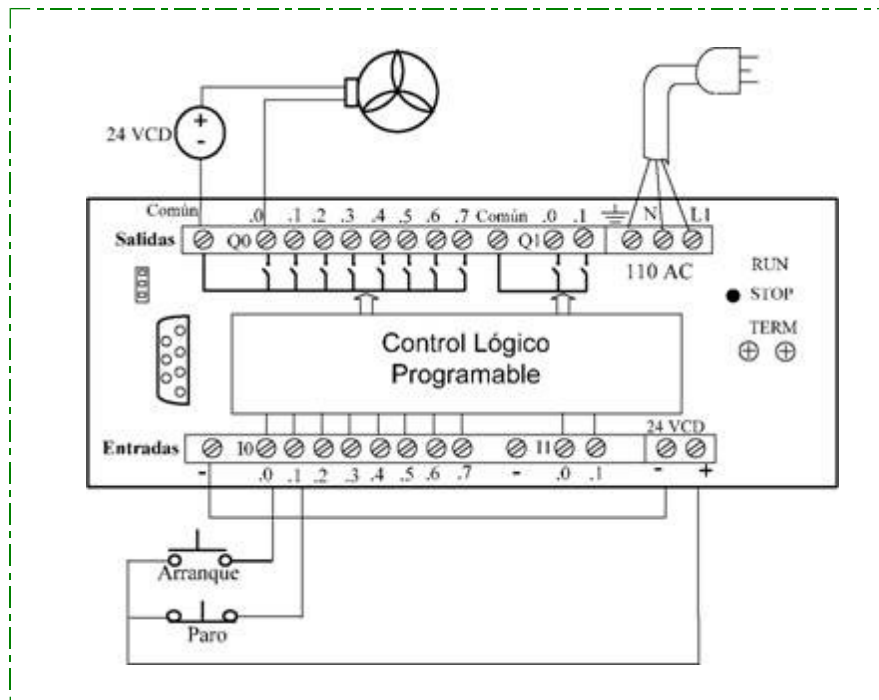 24 VCD
+
-
Común .0 .1 .2 .3 .4 .5 .6 .7 Común .0 .1 N L1
Salidas Q0 Q1
110 AC
RUN
STOP
TERM
Control Lógico
Programable
24 VCD
Entradas I0 I1
- .0 .1 .2 .3 .4 .5 .6 .7 - .0 .1 - +
Arranque
Paro